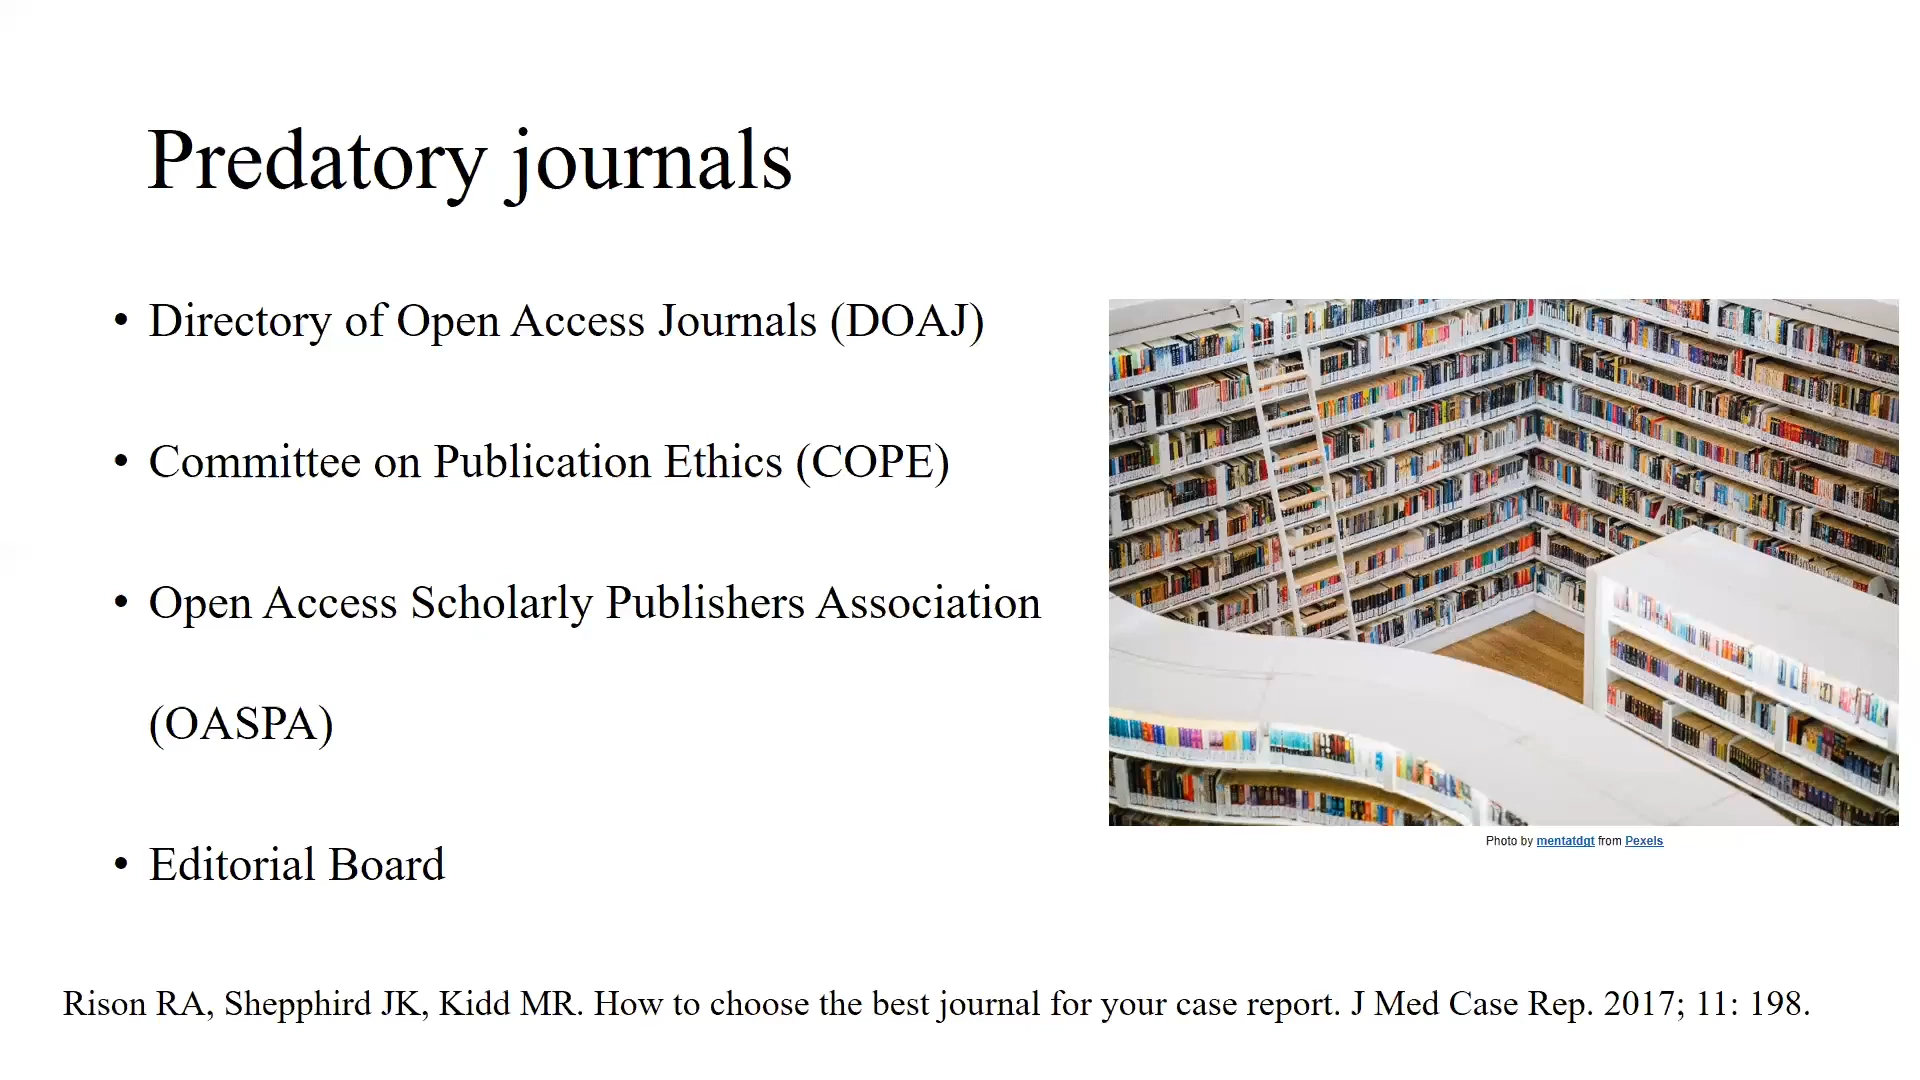 Predatory journals
• Directory of Open Access Journals (DOAJ)
• Committee on Publication Ethics (COPE)
• Open Access Scholarly Publishers Association
(OASPA)
• Editorial Board
Photo by mentatdgt from Pexels
Rison RA, Shepphird JK, Kidd MR. How to choose the best journal for your case report. J Med Case Rep. 2017; 11: 198.